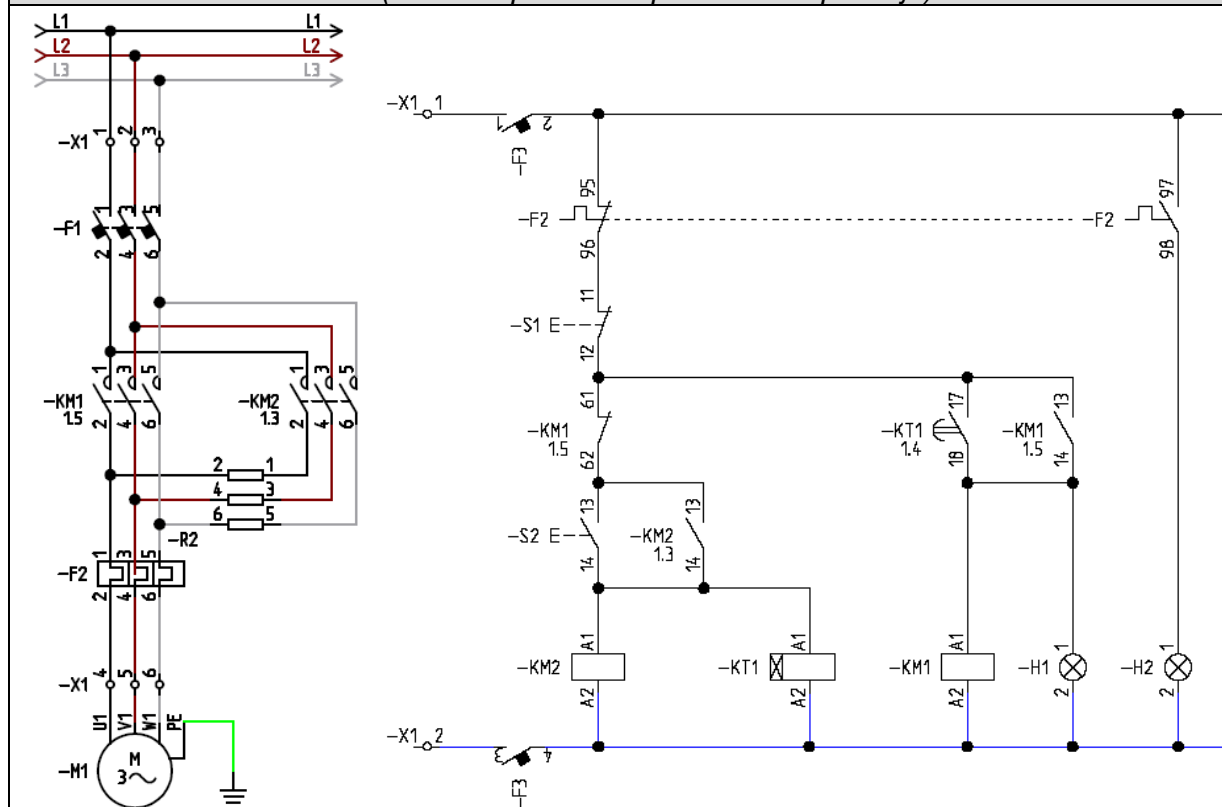 L1 L1
L2 L2
L3 L3
-X1 1 2 3
-F1 1 3 5
2 4 6
-KM1 1 3 5
1.5 2 4 6
-KM2 1 3 5
1.3 2 4 6
2 1
4 3
6 5
-R2
-F2 1 3 5
2 4 6
-X1 4 5 6
U1 V1 W1 PE
-M1 M
3~
-X1 1
1 2
-F3
95
-F2
96
97
-F2
98
11
-S1 E
12
61
-KM1
1.5
62
17
-KT1
1.4
18
13
-KM1
1.5
14
13
-S2 E
14
13
-KM2
1.3
14
A1
-KM2
A2
A1
-KT1
A2
A1
-KM1
A2
1
-H1
2
1
-H2
2
-X1 2
3 4
-F3